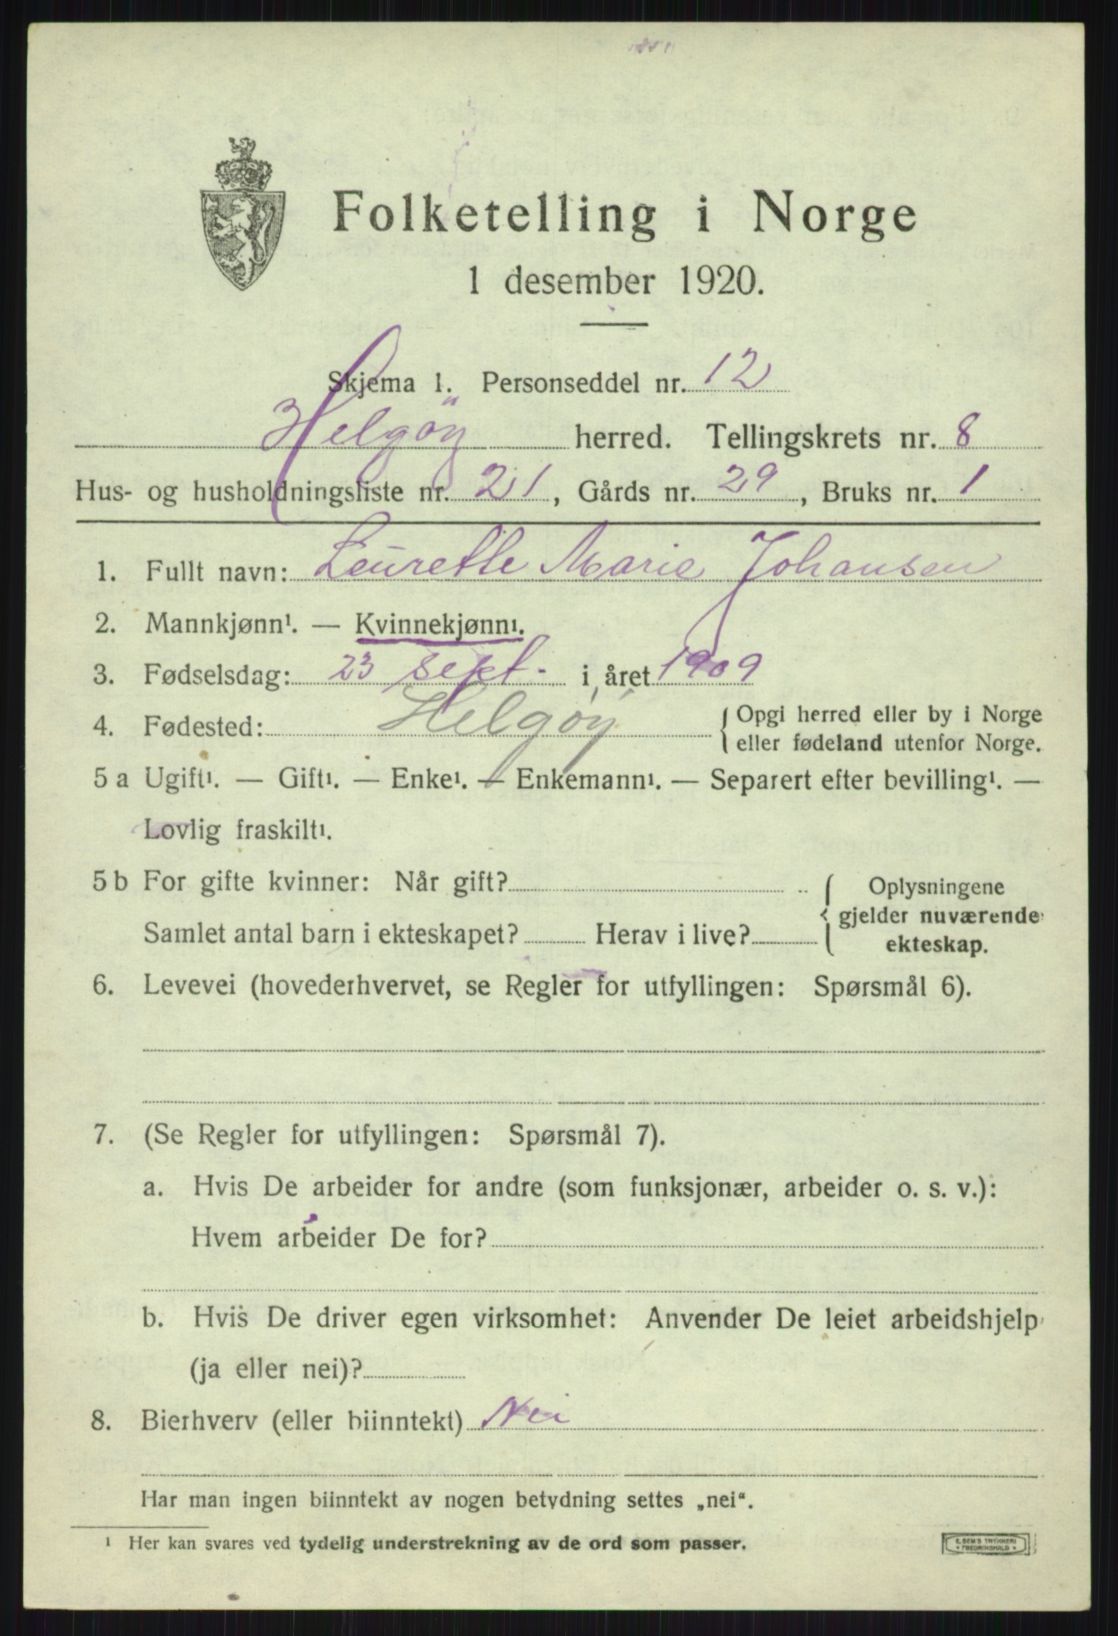 Folketelling i Norge
1 desember 1920.
Skjema 1. Personseddel nr. 12
Helgöy herred. Tellingskrets nr. 8
Hus- og husholdningsliste nr. 21, Gårds nr. 29, Bruks nr. 1
1. Fullt navn: Leurette Marie Johansen
2. Mannkjønn¹. — Kvinnekjønn¹.
3. Fødselsdag: 23 sept. i året 1909
4. Fødested: Helgøy { Opgi herred eller by i Norge
eller fødeland utenfor Norge.
5 a Ugift¹. — Gift¹. — Enke¹. — Enkemann¹. — Separert efter bevilling¹. —
Lovlig fraskilt¹.
5 b For gifte kvinner: Når gift? { Oplysningene
gjelder nuværende
Samlet antal barn i ekteskapet? Herav i live? ekteskap.
6. Levevei (hovederhvervet, se Regler for utfyllingen: Spørsmål 6).
7. (Se Regler for utfyllingen: Spørsmål 7).
a. Hvis De arbeider for andre (som funksjonær, arbeider o. s. v.):
Hvem arbeider De for?
b. Hvis De driver egen virksomhet: Anvender De leiet arbeidshjelp
(ja eller nei)?
8. Bierhverv (eller biinntekt) Nei
Har man ingen biinntekt av nogen betydning settes „nei“.
¹ Her kan svares ved tydelig understrekning av de ord som passer.
E. SEM'S TRYKKERI
FREDRIKSHALD